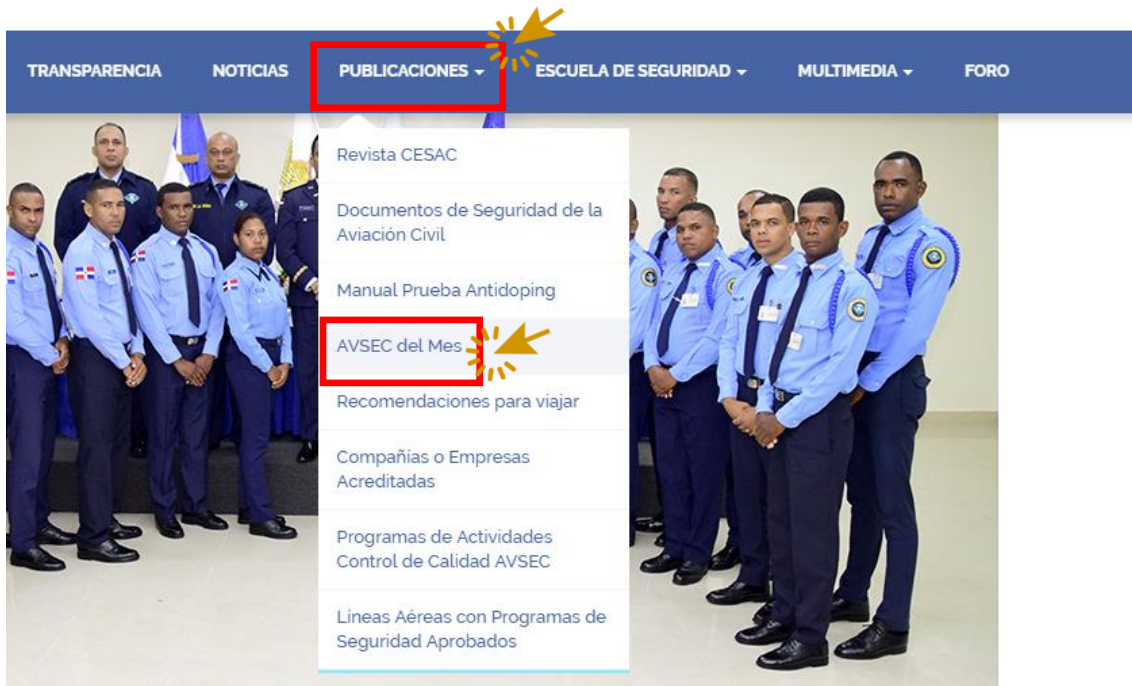 TRANSPARENCIA NOTICIAS PUBLICACIONES ESCUELA DE SEGURIDAD MULTIMEDIA FORO
Revista CESAC
Documentos de Seguridad de la
Aviación Civil
Manual Prueba Antidoping
AVSEC del Mes
Recomendaciones para viajar
Compañías o Empresas
Acreditadas
Programas de Actividades
Control de Calidad AVSEC
Líneas Aéreas con Programas de
Seguridad Aprobados